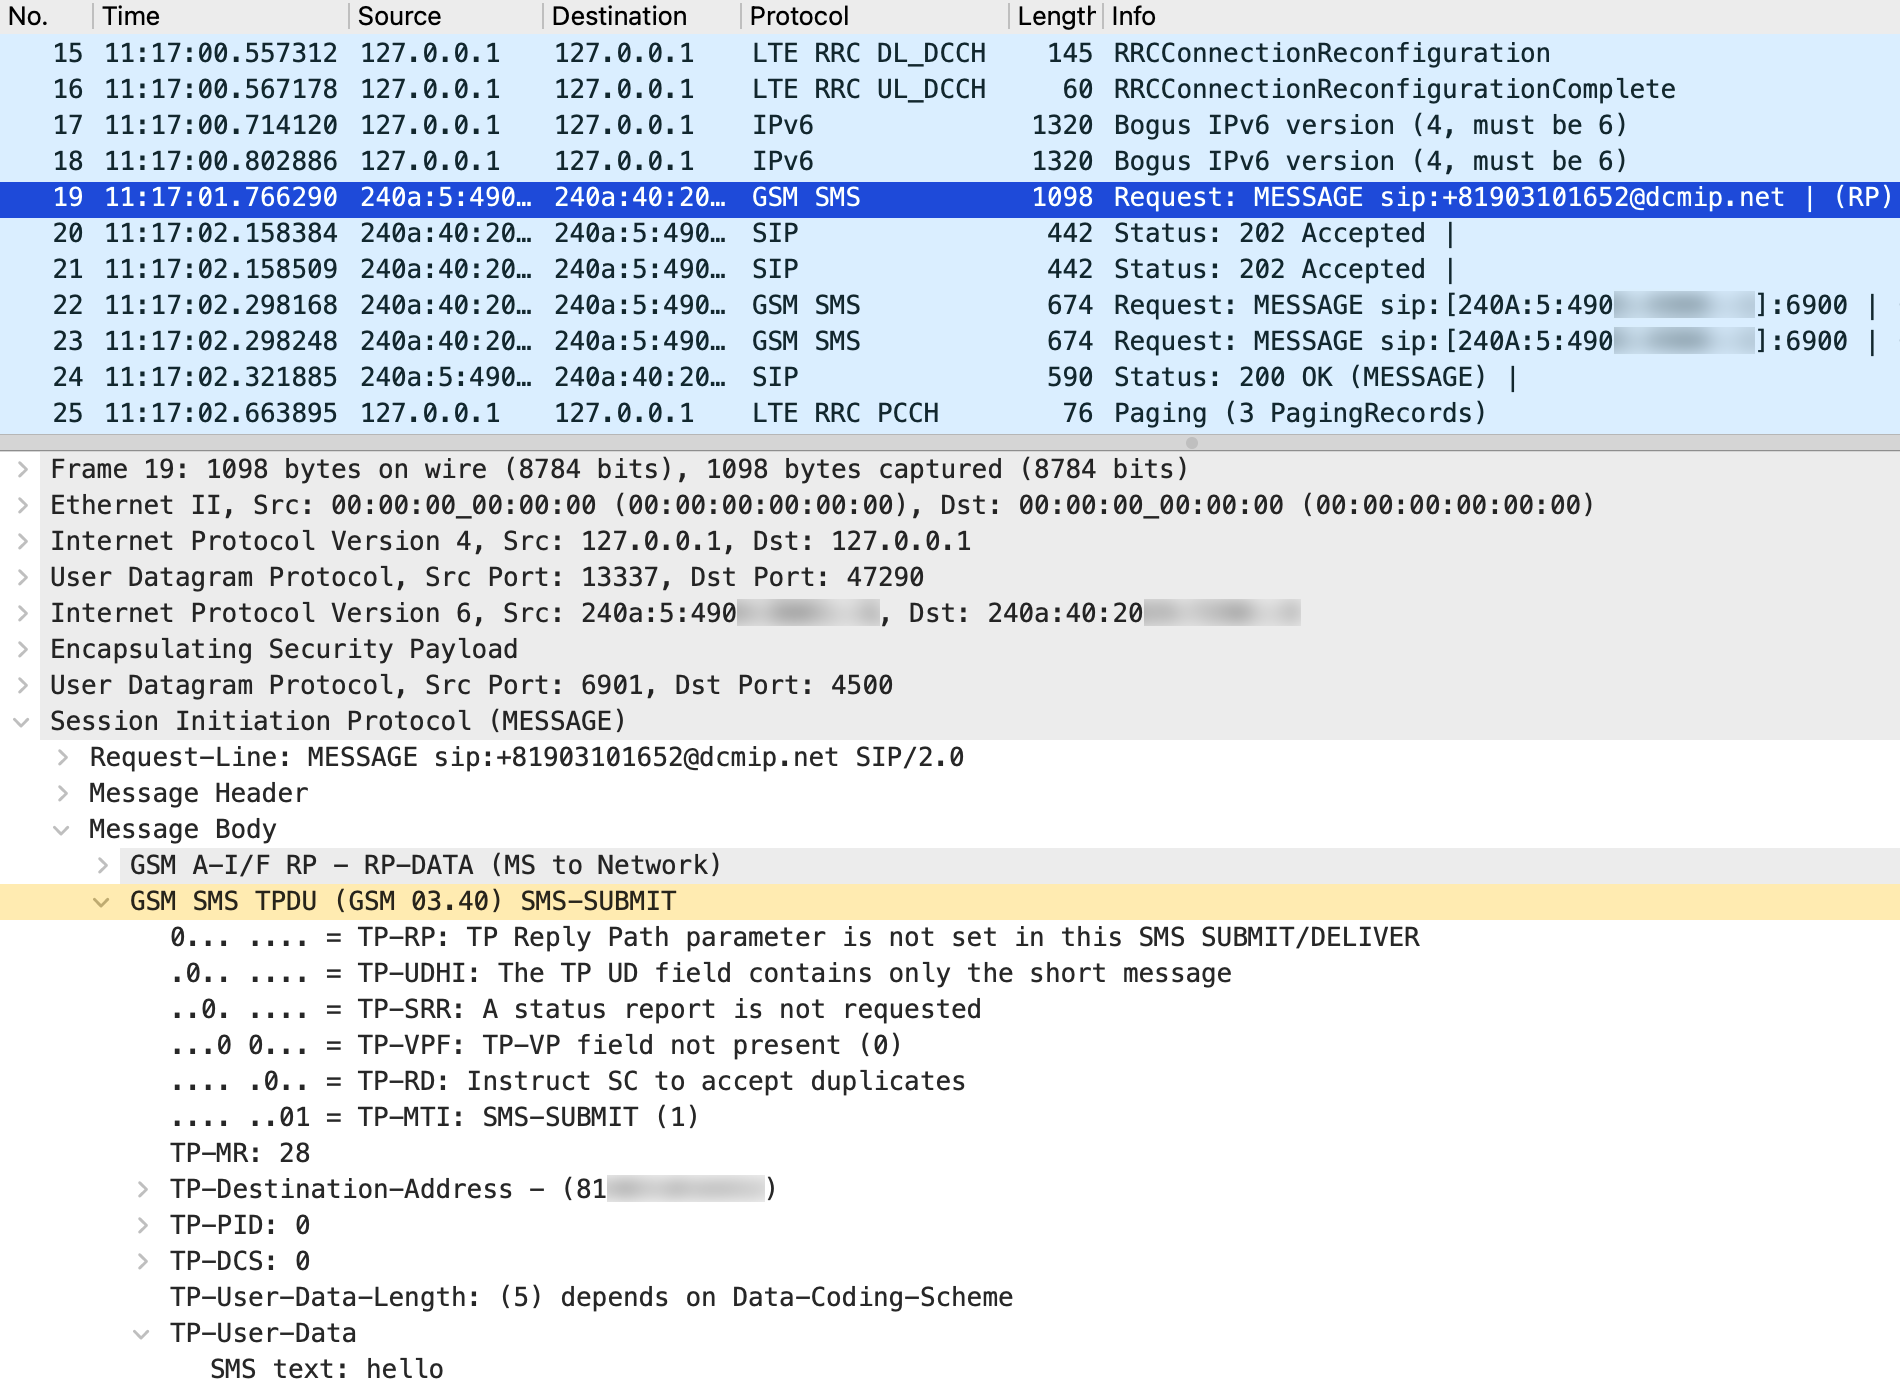 No. Time Source Destination Protocol Length Info
15 11:17:00.557312 127.0.0.1 127.0.0.1 LTE RRC DL_DCCH 145 RRCConnectionReconfiguration
16 11:17:00.567178 127.0.0.1 127.0.0.1 LTE RRC UL_DCCH 60 RRCConnectionReconfigurationComplete
17 11:17:00.714120 127.0.0.1 127.0.0.1 IPv6 1320 Bogus IPv6 version (4, must be 6)
18 11:17:00.802886 127.0.0.1 127.0.0.1 IPv6 1320 Bogus IPv6 version (4, must be 6)
19 11:17:01.766290 240a:5:490… 240a:40:20… GSM SMS 1098 Request: MESSAGE sip:+81903101652@dcmip.net | (RP)
20 11:17:02.158384 240a:40:20… 240a:5:490… SIP 442 Status: 202 Accepted |
21 11:17:02.158509 240a:40:20… 240a:5:490… SIP 442 Status: 202 Accepted |
22 11:17:02.298168 240a:40:20… 240a:5:490… GSM SMS 674 Request: MESSAGE sip:[240A:5:490 ]:6900 |
23 11:17:02.298248 240a:40:20… 240a:5:490… GSM SMS 674 Request: MESSAGE sip:[240A:5:490 ]:6900 |
24 11:17:02.321885 240a:5:490… 240a:40:20… SIP 590 Status: 200 OK (MESSAGE) |
25 11:17:02.663895 127.0.0.1 127.0.0.1 LTE RRC PCCH 76 Paging (3 PagingRecords)
Frame 19: 1098 bytes on wire (8784 bits), 1098 bytes captured (8784 bits)
Ethernet II, Src: 00:00:00_00:00:00 (00:00:00:00:00:00), Dst: 00:00:00_00:00:00 (00:00:00:00:00:00)
Internet Protocol Version 4, Src: 127.0.0.1, Dst: 127.0.0.1
User Datagram Protocol, Src Port: 13337, Dst Port: 47290
Internet Protocol Version 6, Src: 240a:5:490 , Dst: 240a:40:20
Encapsulating Security Payload
User Datagram Protocol, Src Port: 6901, Dst Port: 4500
Session Initiation Protocol (MESSAGE)
Request-Line: MESSAGE sip:+81903101652@dcmip.net SIP/2.0
Message Header
Message Body
GSM A-I/F RP - RP-DATA (MS to Network)
GSM SMS TPDU (GSM 03.40) SMS-SUBMIT
0... .... = TP-RP: TP Reply Path parameter is not set in this SMS SUBMIT/DELIVER
.0.. .... = TP-UDHI: The TP UD field contains only the short message
..0. .... = TP-SRR: A status report is not requested
...0 0... = TP-VPF: TP-VP field not present (0)
.... .0.. = TP-RD: Instruct SC to accept duplicates
.... ..01 = TP-MTI: SMS-SUBMIT (1)
TP-MR: 28
TP-Destination-Address - (81 )
TP-PID: 0
TP-DCS: 0
TP-User-Data-Length: (5) depends on Data-Coding-Scheme
TP-User-Data
SMS text: hello